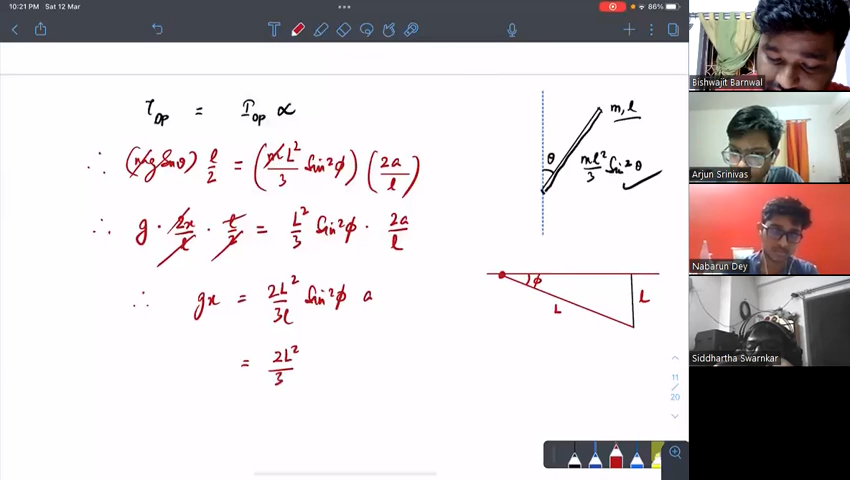 10:21 PM Sat 12 Mar
86%
τ_OP = I_OP α
∴ (mg Sinθ) l/2 = (mL²/3 Sin²ϕ) (2a/l)
∴ g · 2x/l · l/2 = L²/3 Sin²ϕ · 2a/l
∴ gx = 2L²/3l Sin²ϕ a
= 2L²/3
m, l
θ
ml²/3 Sin²θ
ϕ
L
l
11
/
20
Bishwajit Barnwal
Arjun Srinivas
Nabarun Dey
Siddhartha Swarnkar